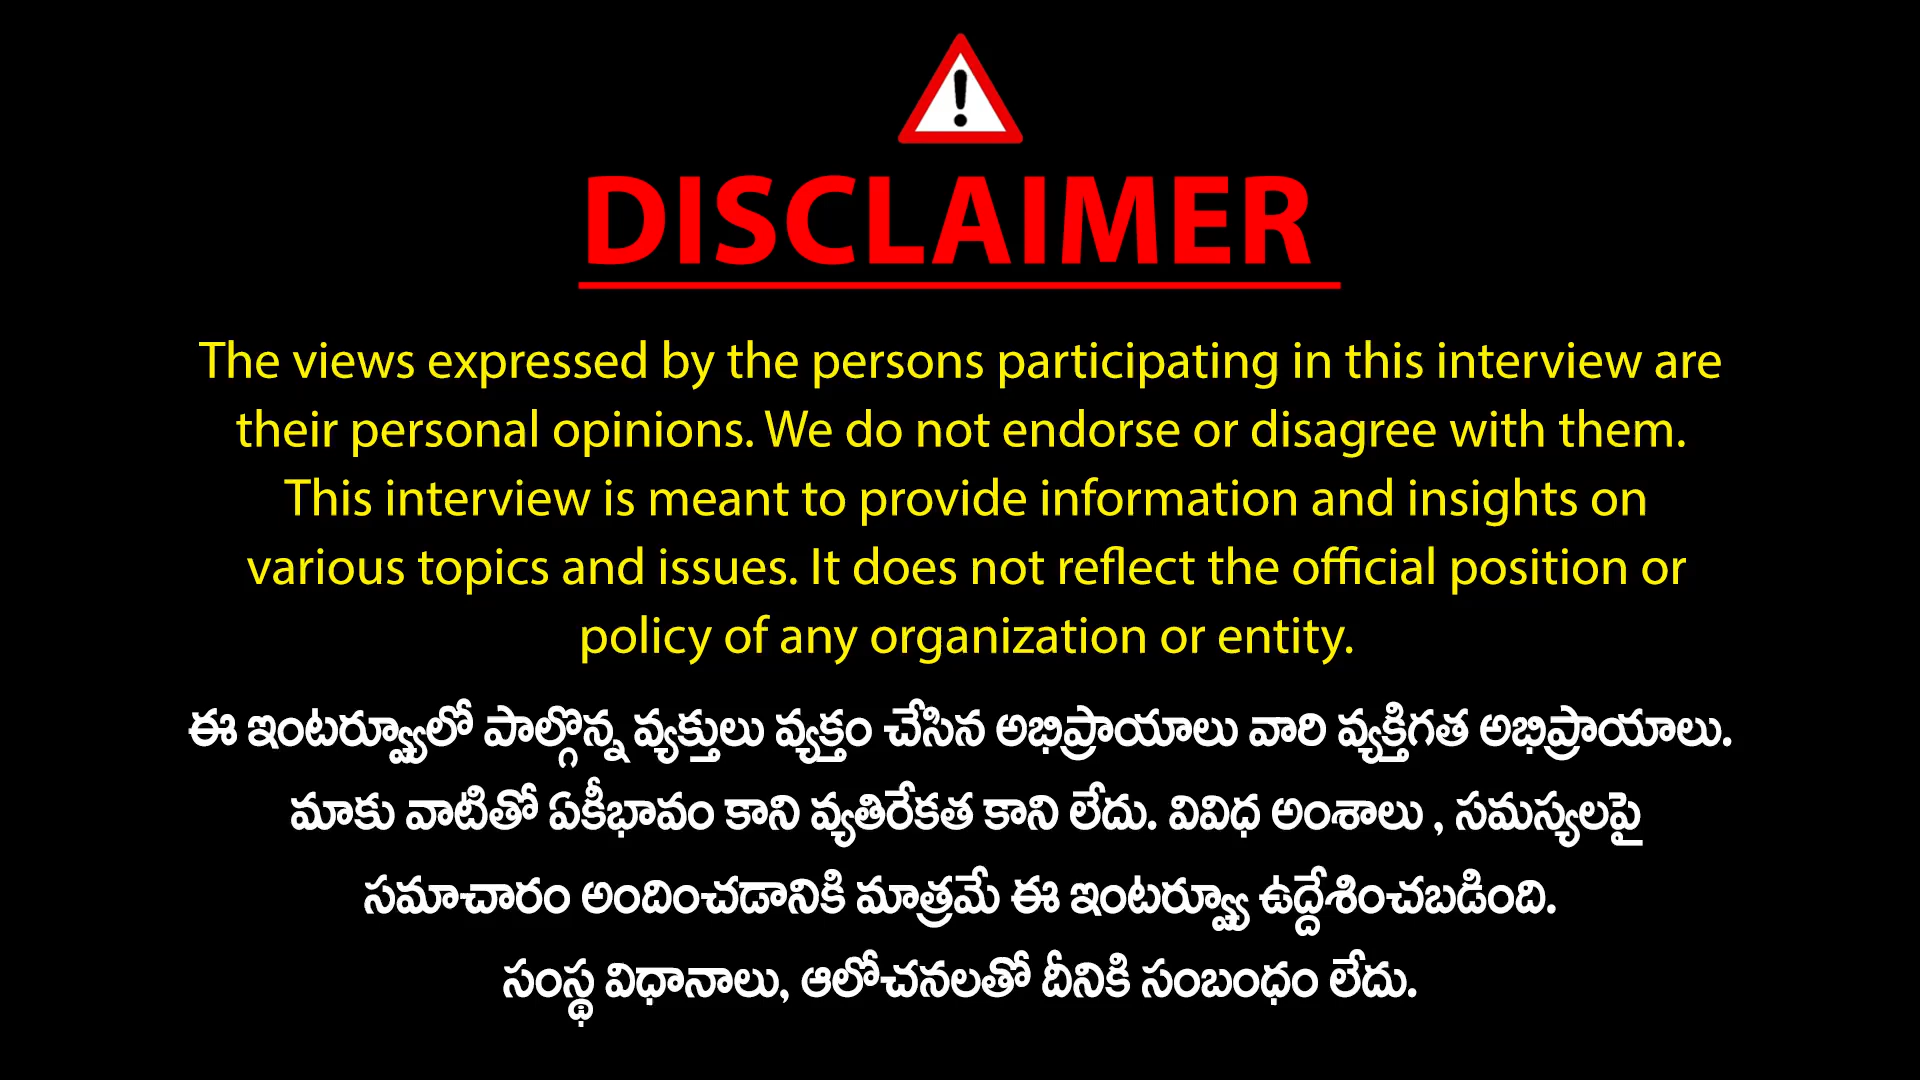 DISCLAIMER
The views expressed by the persons participating in this interview are
their personal opinions. We do not endorse or disagree with them.
This interview is meant to provide information and insights on
various topics and issues. It does not reflect the official position or
policy of any organization or entity.
ఈ ఇంటర్వ్యూలో పాల్గొన్న వ్యక్తులు వ్యక్తం చేసిన అభిప్రాయాలు వారి వ్యక్తిగత అభిప్రాయాలు.
మాకు వాటితో ఏకీభావం కాని వ్యతిరేకత కాని లేదు. వివిధ అంశాలు , సమస్యలపై
సమాచారం అందించడానికి మాత్రమే ఈ ఇంటర్వ్యూ ఉద్దేశించబడింది.
సంస్థ విధానాలు, ఆలోచనలతో దీనికి సంబంధం లేదు.